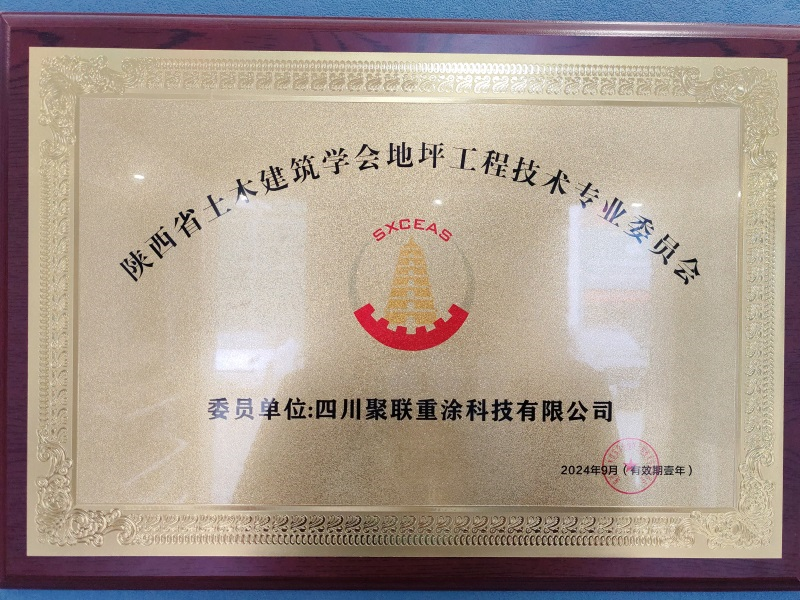 陕西省土木建筑学会地坪工程技术专业委员会
SXCEAS
委员单位:四川聚联重涂科技有限公司
2024年9月（有效期壹年）